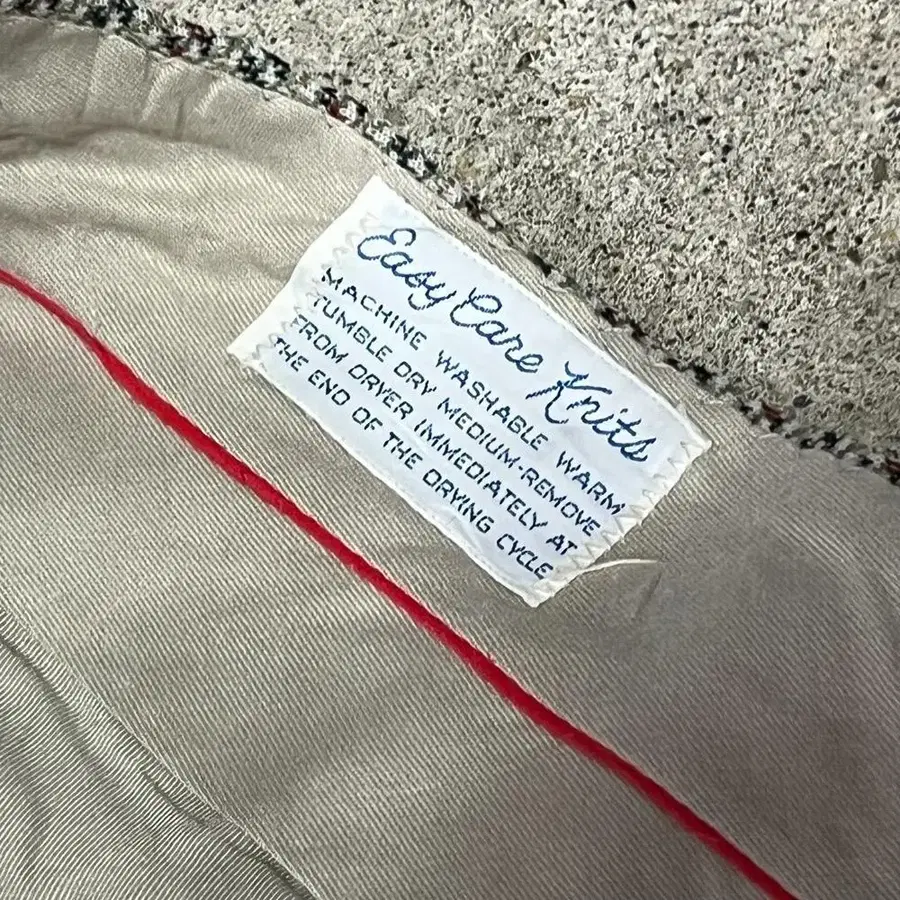 Easy Care Knits
MACHINE WASHABLE WARM
TUMBLE DRY MEDIUM-REMOVE
FROM DRYER IMMEDIATELY AT
THE END OF THE DRYING CYCLE